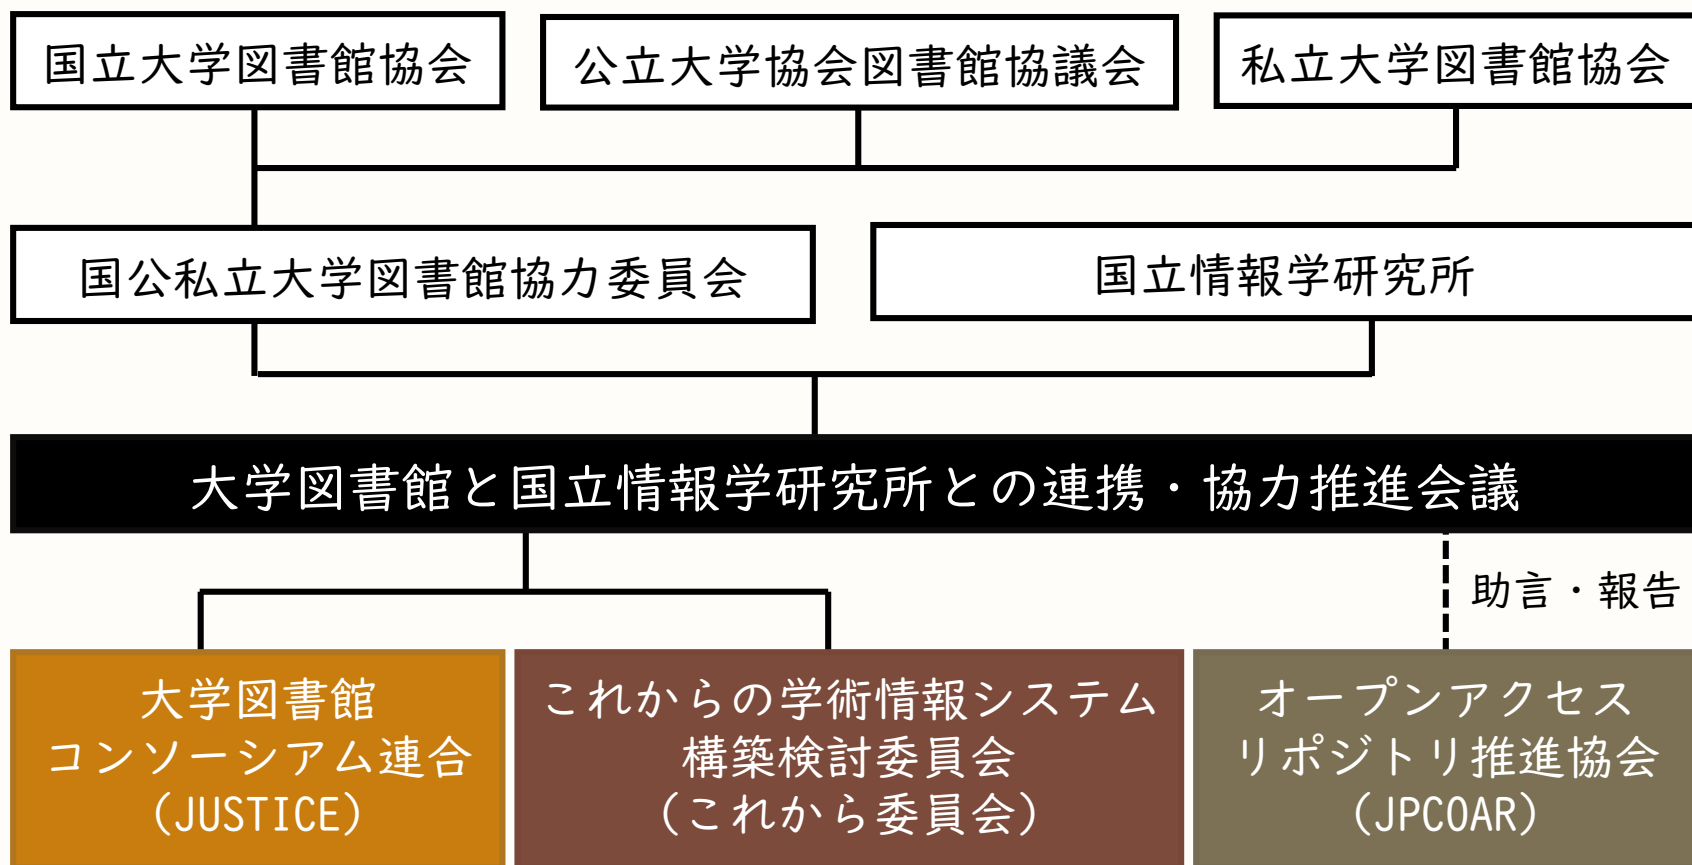 国立大学図書館協会
公立大学協会図書館協議会
私立大学図書館協会
国公私立大学図書館協力委員会
国立情報学研究所
大学図書館と国立情報学研究所との連携・協力推進会議
助言・報告
大学図書館
コンソーシアム連合
(JUSTICE)
これからの学術情報システム
構築検討委員会
(これから委員会)
オープンアクセス
リポジトリ推進協会
(JPCOAR)